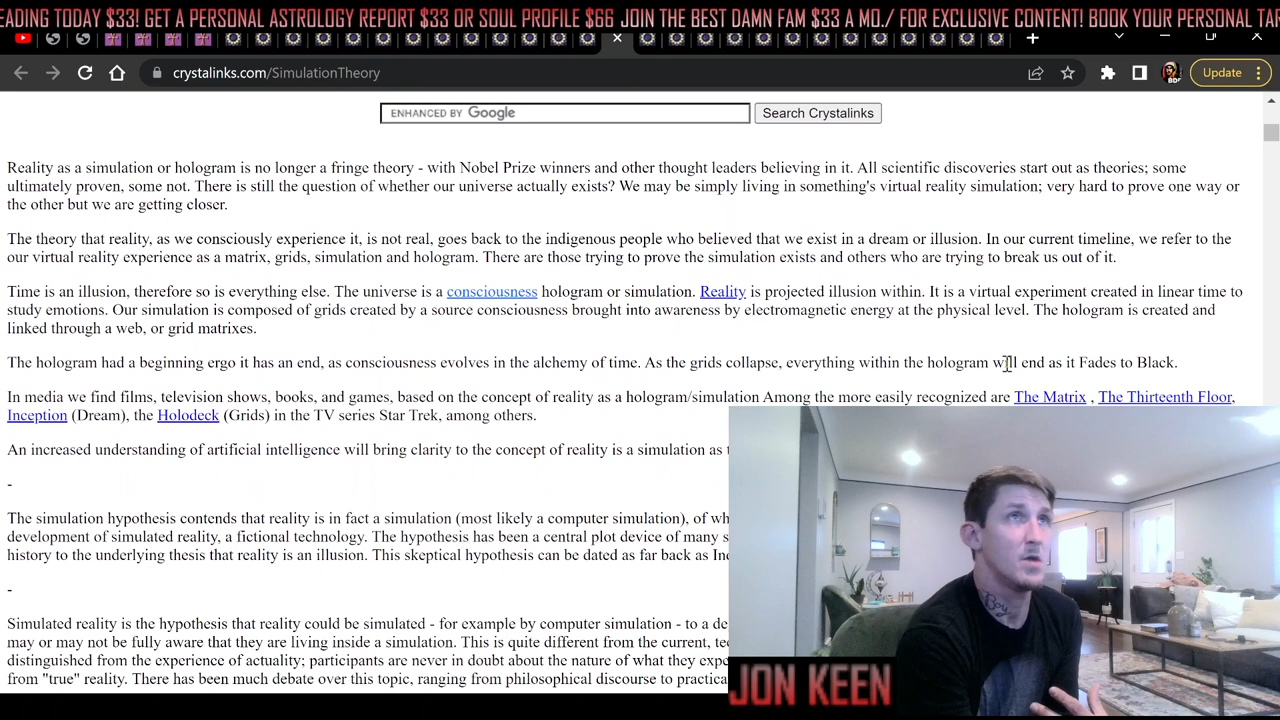 EADING TODAY $33! GET A PERSONAL ASTROLOGY REPORT $33 OR SOUL PROFILE $66 JOIN THE BEST DAMN FAM $33 A MO./ FOR EXCLUSIVE CONTENT! BOOK YOUR PERSONAL TA
crystalinks.com/SimulationTheory
BDF
Update
ENHANCED BY Google
Search Crystalinks
Reality as a simulation or hologram is no longer a fringe theory - with Nobel Prize winners and other thought leaders believing in it. All scientific discoveries start out as theories; some
ultimately proven, some not. There is still the question of whether our universe actually exists? We may be simply living in something's virtual reality simulation; very hard to prove one way or
the other but we are getting closer.
The theory that reality, as we consciously experience it, is not real, goes back to the indigenous people who believed that we exist in a dream or illusion. In our current timeline, we refer to the
our virtual reality experience as a matrix, grids, simulation and hologram. There are those trying to prove the simulation exists and others who are trying to break us out of it.
Time is an illusion, therefore so is everything else. The universe is a consciousness hologram or simulation. Reality is projected illusion within. It is a virtual experiment created in linear time to
study emotions. Our simulation is composed of grids created by a source consciousness brought into awareness by electromagnetic energy at the physical level. The hologram is created and
linked through a web, or grid matrixes.
The hologram had a beginning ergo it has an end, as consciousness evolves in the alchemy of time. As the grids collapse, everything within the hologram will end as it Fades to Black.
In media we find films, television shows, books, and games, based on the concept of reality as a hologram/simulation Among the more easily recognized are The Matrix , The Thirteenth Floor,
Inception (Dream), the Holodeck (Grids) in the TV series Star Trek, among others.
An increased understanding of artificial intelligence will bring clarity to the concept of reality is a simulation as t
-
The simulation hypothesis contends that reality is in fact a simulation (most likely a computer simulation), of wh
development of simulated reality, a fictional technology. The hypothesis has been a central plot device of many s
history to the underlying thesis that reality is an illusion. This skeptical hypothesis can be dated as far back as In
-
Simulated reality is the hypothesis that reality could be simulated - for example by computer simulation - to a de
may or may not be fully aware that they are living inside a simulation. This is quite different from the current, te
distinguished from the experience of actuality; participants are never in doubt about the nature of what they expe
from "true" reality. There has been much debate over this topic, ranging from philosophical discourse to practica
Boy
JON KEEN